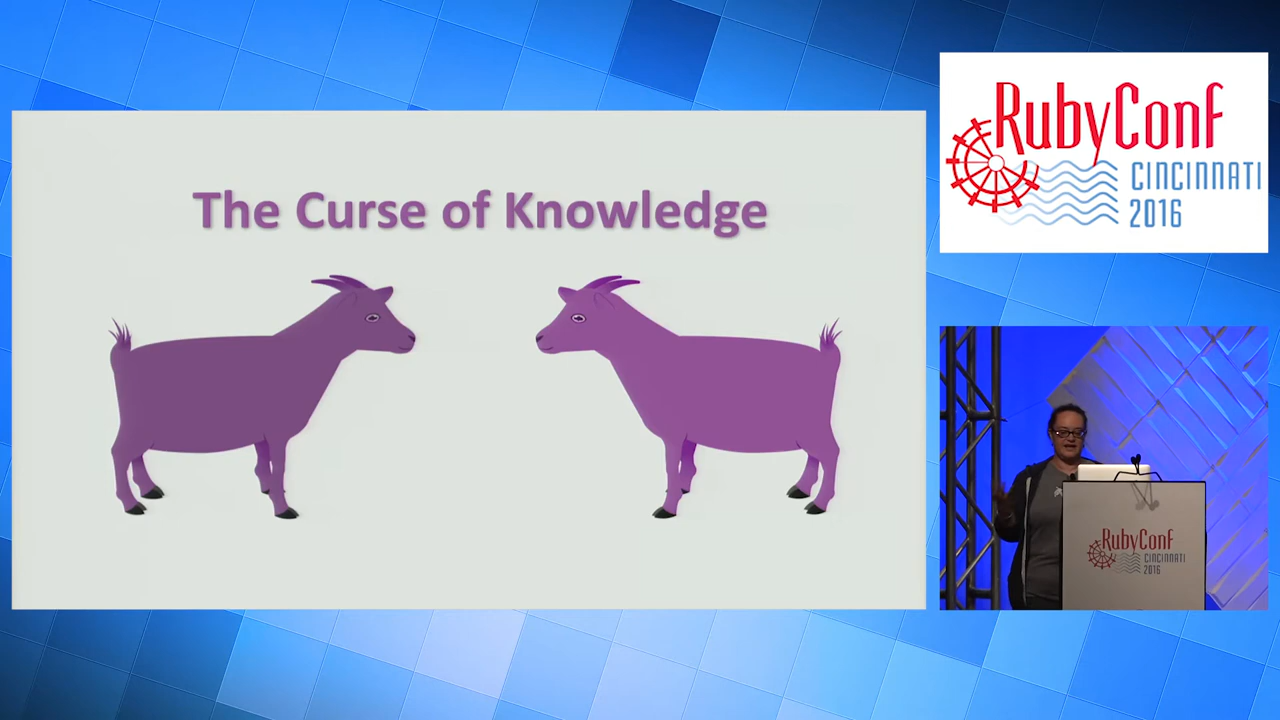 The Curse of Knowledge
RubyConf
CINCINNATI
2016
RubyConf
CINCINNATI
2016